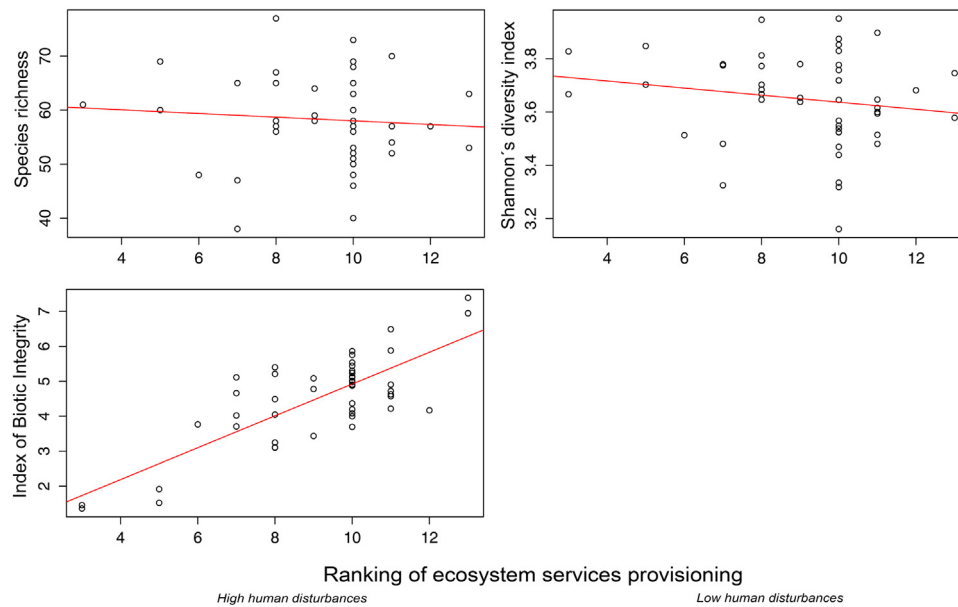 Species richness
70
60
50
40
4 6 8 10 12
Shannon´s diversity index
3.8
3.6
3.4
3.2
4 6 8 10 12
Index of Biotic Integrity
7
6
5
4
3
2
4 6 8 10 12
Ranking of ecosystem services provisioning
High human disturbances Low human disturbances